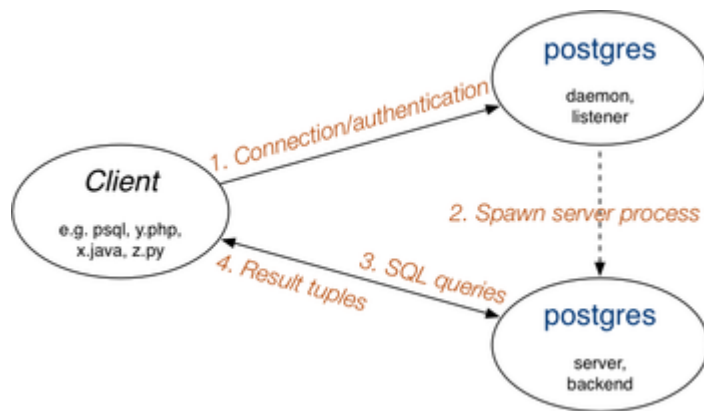 postgres
daemon,
listener
1. Connection/authentication
Client
e.g. psql, y.php,
x.java, z.py
2. Spawn server process
3. SQL queries
4. Result tuples
postgres
server,
backend